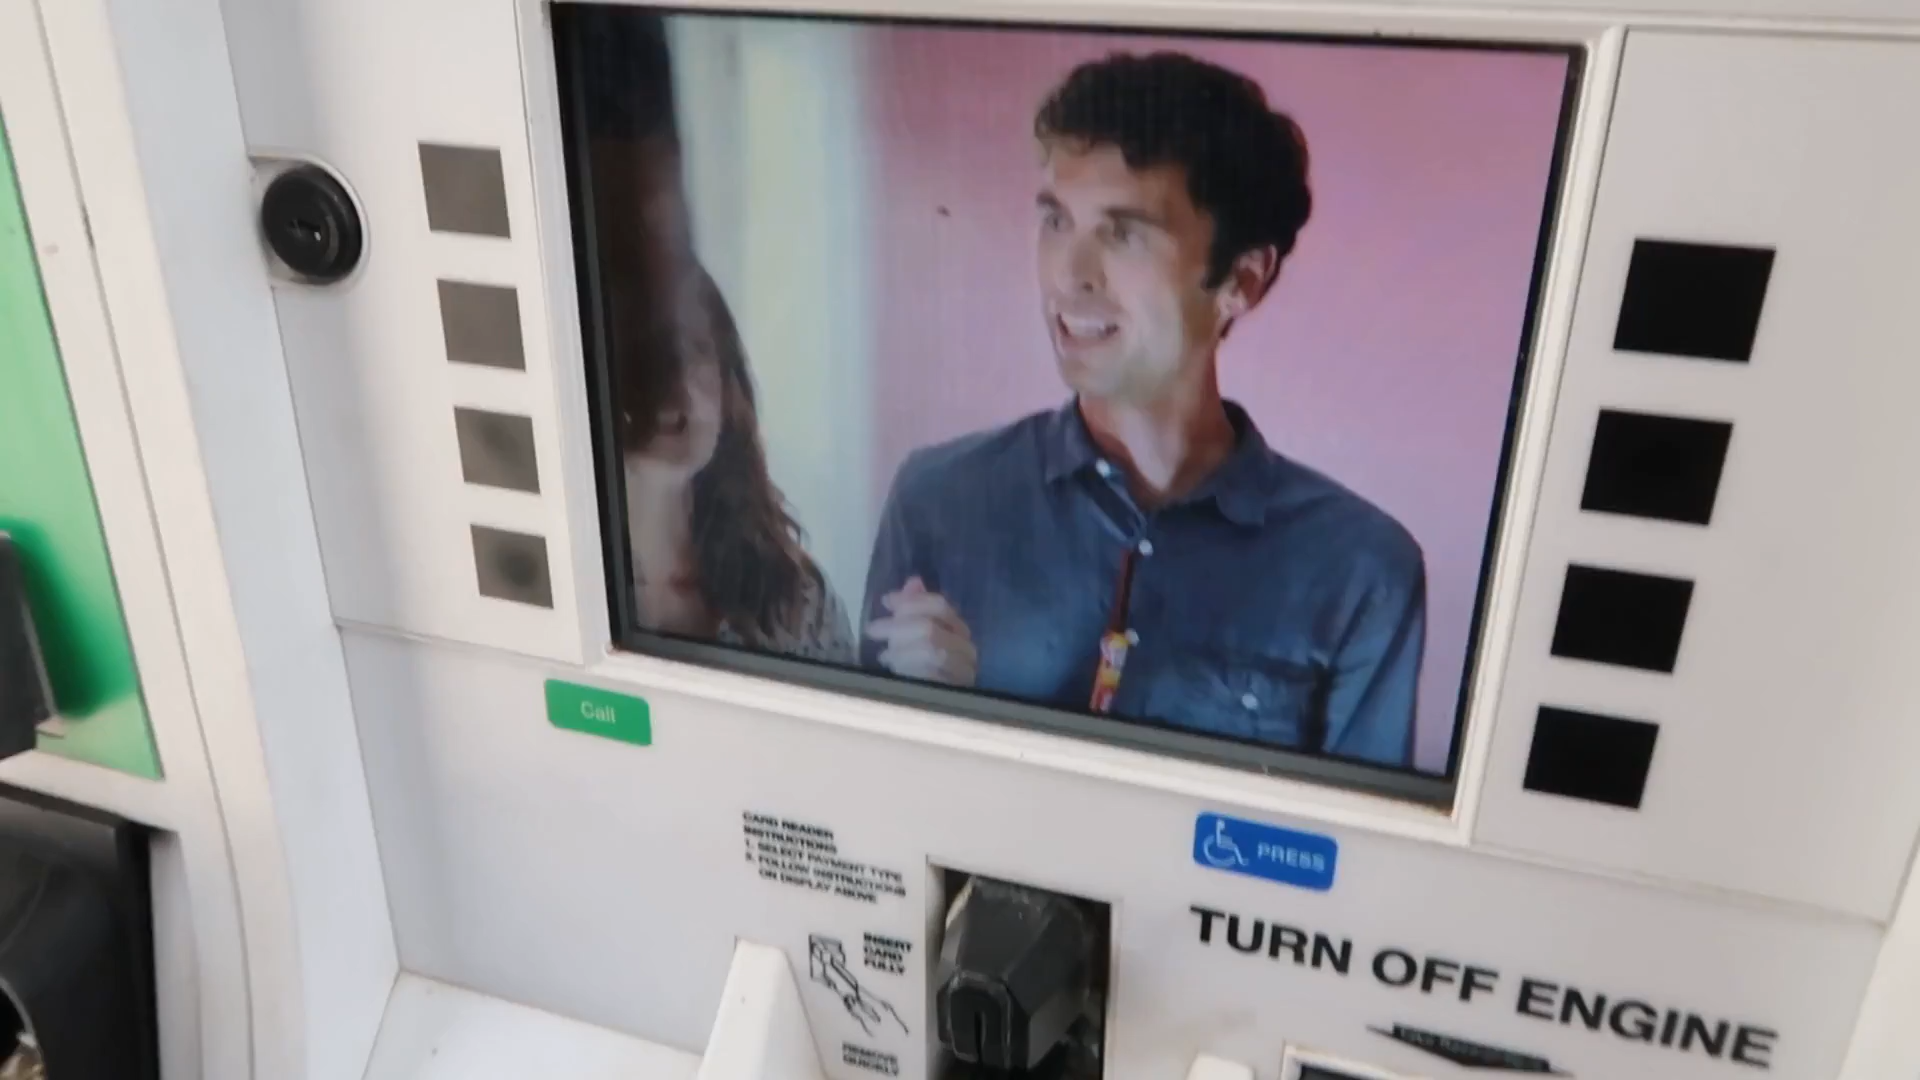 Call
CARD READER
INSTRUCTIONS
1. SELECT PAYMENT TYPE
2. FOLLOW INSTRUCTIONS
ON DISPLAY ABOVE
PRESS
INSERT
CARD
FULLY
REMOVE
QUICKLY
TURN OFF ENGINE